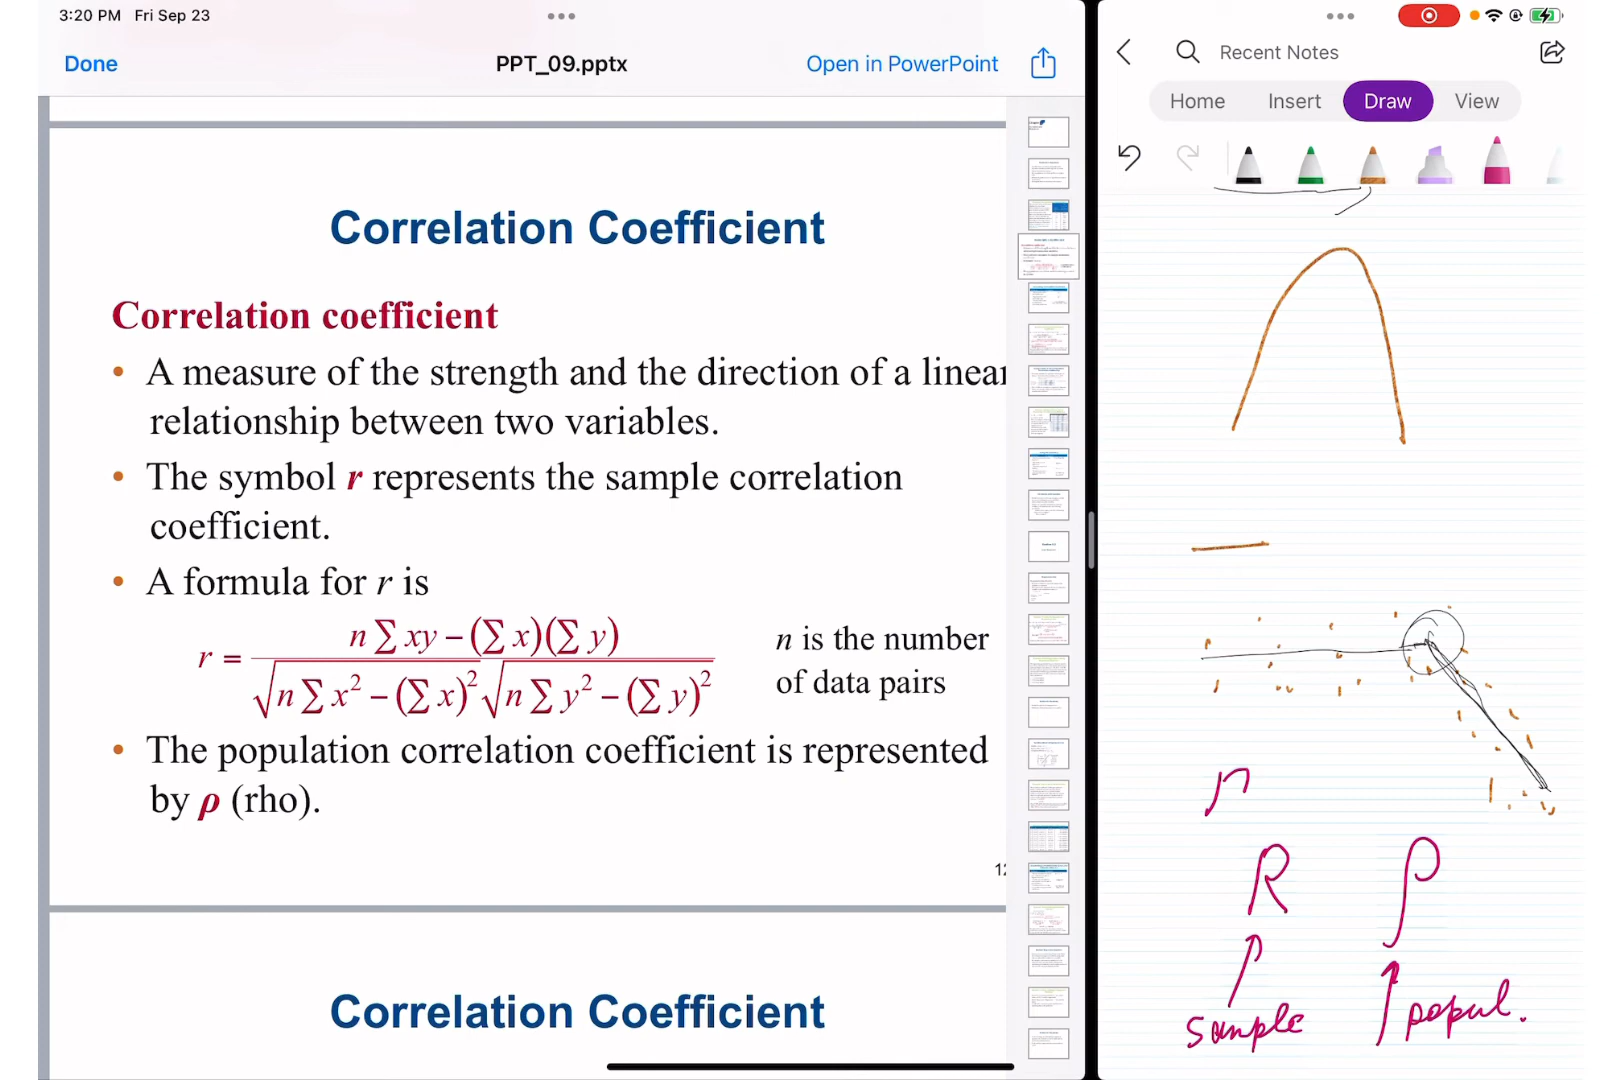 3:20 PM Fri Sep 23
Done
PPT_09.pptx
Open in PowerPoint
Correlation Coefficient
Correlation coefficient
• A measure of the strength and the direction of a linear
relationship between two variables.
• The symbol r represents the sample correlation
coefficient.
• A formula for r is
r = n ∑ xy – (∑ x)(∑ y) / √n ∑ x² – (∑ x)² √n ∑ y² – (∑ y)²
n is the number
of data pairs
• The population correlation coefficient is represented
by ρ (rho).
Correlation Coefficient
Recent Notes
Home Insert Draw View
r
R ρ
sample popul.